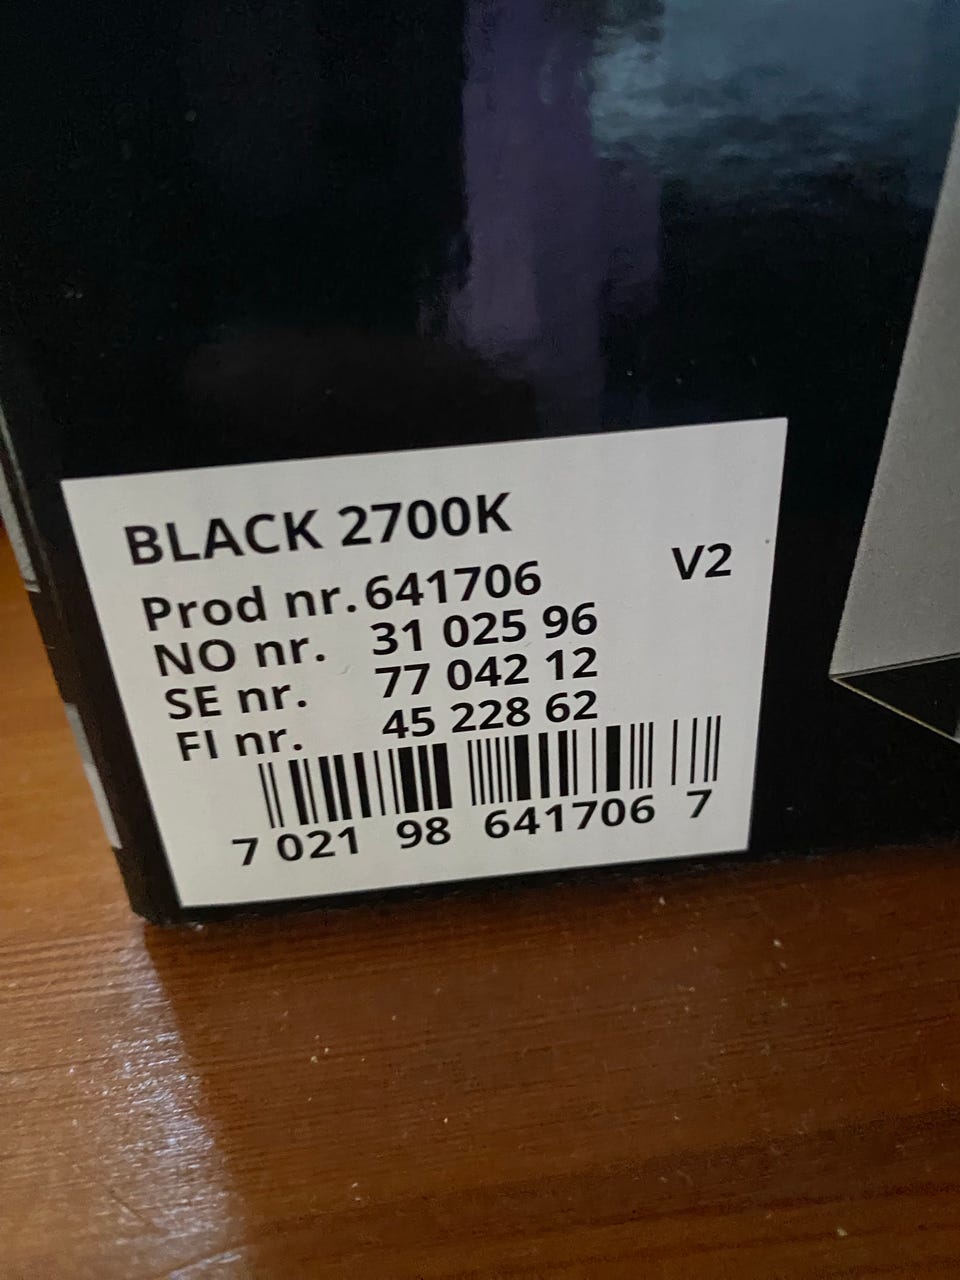 BLACK 2700K
V2
Prod nr. 641706
NO nr. 31 025 96
SE nr. 77 042 12
FI nr. 45 228 62
7 021 98 641706 7